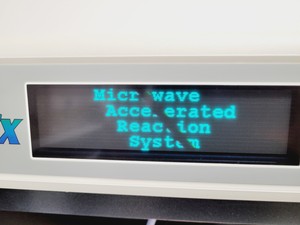 Micr wave
Acce erated
Reac ion
System
x